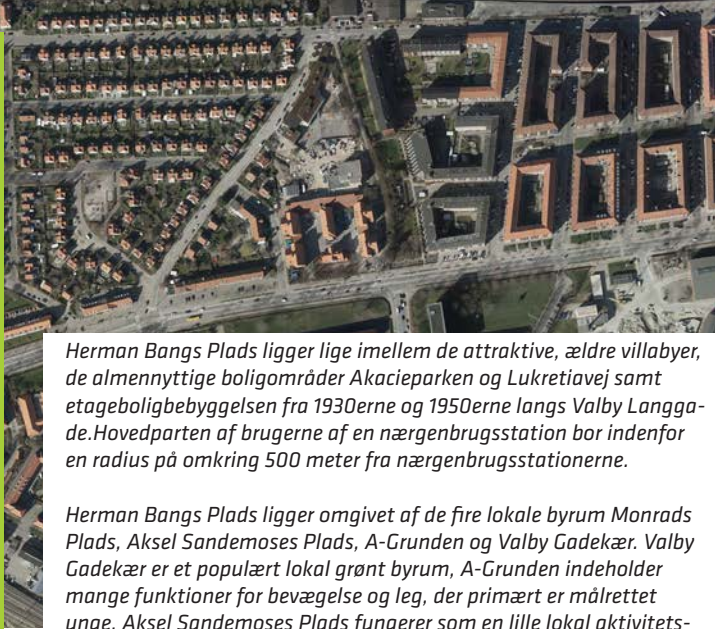 Herman Bangs Plads ligger lige imellem de attraktive, ældre villabyer,
de almennyttige boligområder Akacieparken og Lukretiavej samt
etageboligbebyggelsen fra 1930erne og 1950erne langs Valby Langga-
de.Hovedparten af brugerne af en nærgenbrugsstation bor indenfor
en radius på omkring 500 meter fra nærgenbrugsstationerne.
Herman Bangs Plads ligger omgivet af de fire lokale byrum Monrads
Plads, Aksel Sandemoses Plads, A-Grunden og Valby Gadekær. Valby
Gadekær er et populært lokal grønt byrum, A-Grunden indeholder
mange funktioner for bevægelse og leg, der primært er målrettet
unge. Aksel Sandemoses Plads fungerer som en lille lokal aktivitets-